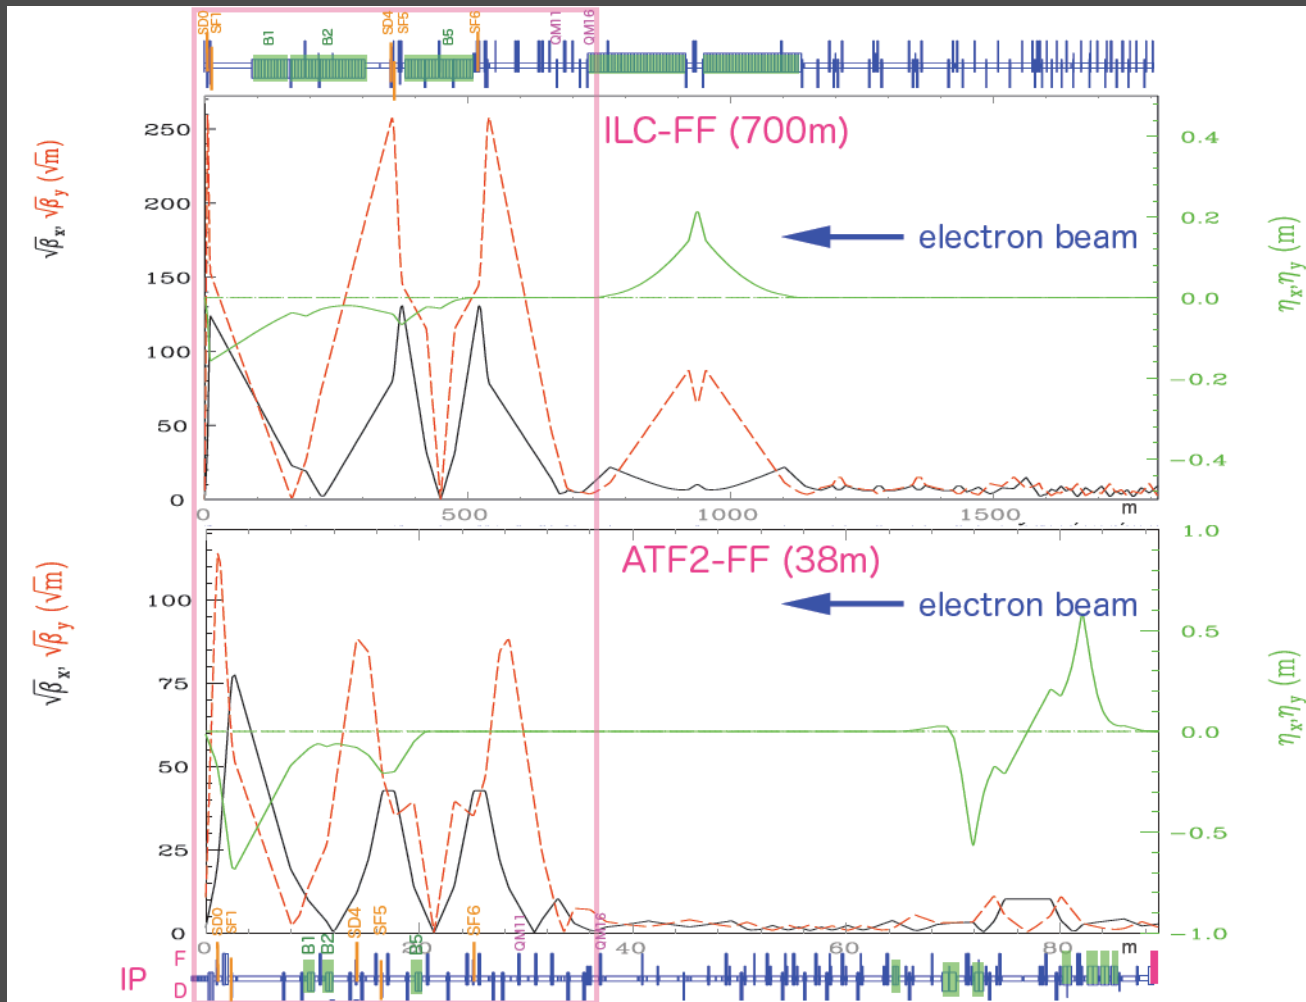 SD0 SF1 B1 B2 SD4 SF5 B5 SF6 QM11 QM16
ILC-FF (700m)
electron beam
√βx, √βy (√m)
250
200
150
100
50
0
0.4
0.2
0.0
−0.2
−0.4
ηx,ηy (m)
0 500 1000 1500 m
ATF2-FF (38m)
electron beam
√βx, √βy (√m)
100
75
50
25
0
1.0
0.5
0.0
−0.5
−1.0
ηx,ηy (m)
SD0 SF1 B1 B2 SD4 SF5 B5 SF6 QM11 QM16
0 20 40 60 80 m
IP
F
D